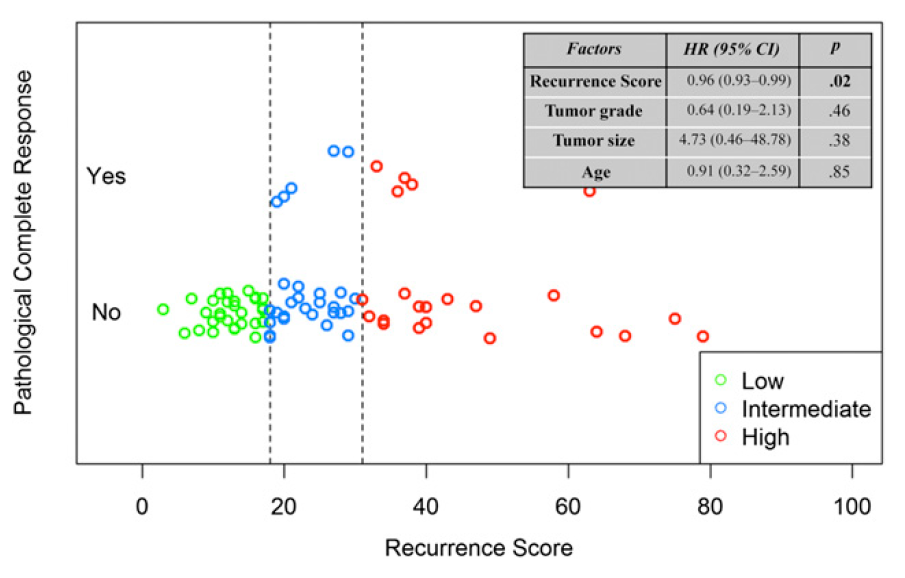 Factors HR (95% CI) p
Recurrence Score 0.96 (0.93–0.99) .02
Tumor grade 0.64 (0.19–2.13) .46
Tumor size 4.73 (0.46–48.78) .38
Age 0.91 (0.32–2.59) .85
Pathological Complete Response
Yes
No
Low
Intermediate
High
0 20 40 60 80 100
Recurrence Score